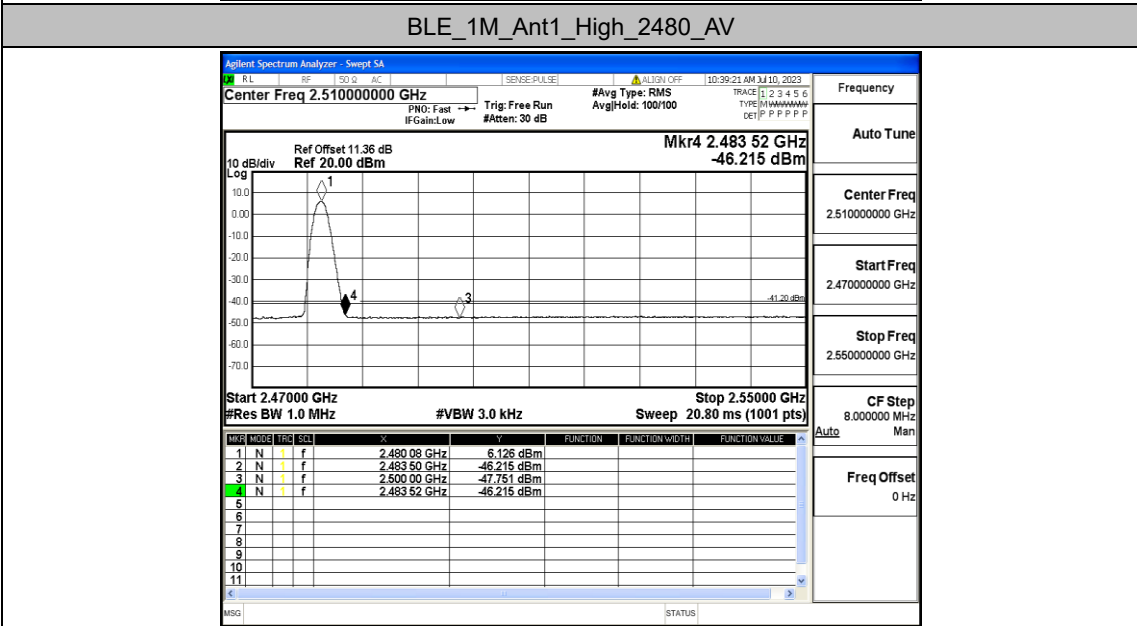 BLE_1M_Ant1_High_2480_AV
Agilent Spectrum Analyzer - Swept SA
LXI RL RF 50 Ω AC SENSE:PULSE ALIGN OFF 10:39:21 AM Jul 10, 2023
Center Freq 2.510000000 GHz
PNO: Fast
IFGain:Low
Trig: Free Run
#Atten: 30 dB
#Avg Type: RMS
Avg|Hold: 100/100
TRACE 1 2 3 4 5 6
TYPE M W W W W W
DET P P P P P P
Mkr4 2.483 52 GHz
-46.215 dBm
Ref Offset 11.36 dB
10 dB/div Ref 20.00 dBm
Log
10.0
0.00
-10.0
-20.0
-30.0
-40.0
-50.0
-60.0
-70.0
1
4
3
-41.20 dBm
Start 2.47000 GHz Stop 2.55000 GHz
#Res BW 1.0 MHz #VBW 3.0 kHz Sweep 20.80 ms (1001 pts)
MKR MODE TRC SCL X Y FUNCTION FUNCTION WIDTH FUNCTION VALUE
1 N 1 f 2.480 08 GHz 6.126 dBm
2 N 1 f 2.483 50 GHz -46.215 dBm
3 N 1 f 2.500 00 GHz -47.751 dBm
4 N 1 f 2.483 52 GHz -46.215 dBm
5
6
7
8
9
10
11
MSG STATUS
Frequency
Auto Tune
Center Freq
2.510000000 GHz
Start Freq
2.470000000 GHz
Stop Freq
2.550000000 GHz
CF Step
8.000000 MHz
Auto Man
Freq Offset
0 Hz